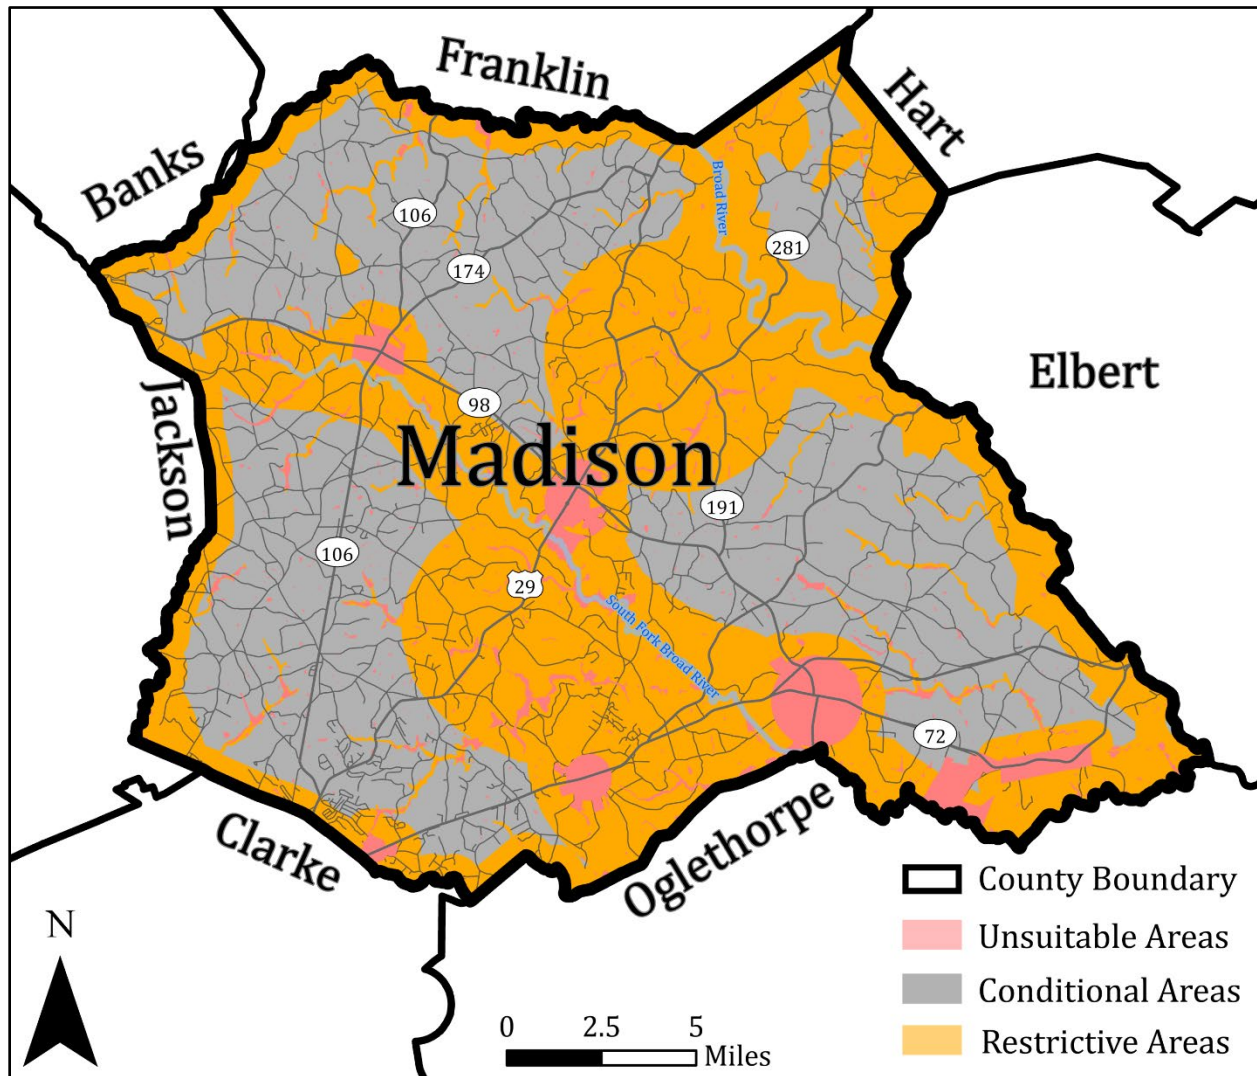 Franklin
Hart
Banks
Broad River
106
281
174
Elbert
Jackson
98
Madison
191
106
29
South Fork Broad River
72
Clarke
Oglethorpe
County Boundary
Unsuitable Areas
Conditional Areas
Restrictive Areas
N
0 2.5 5
Miles